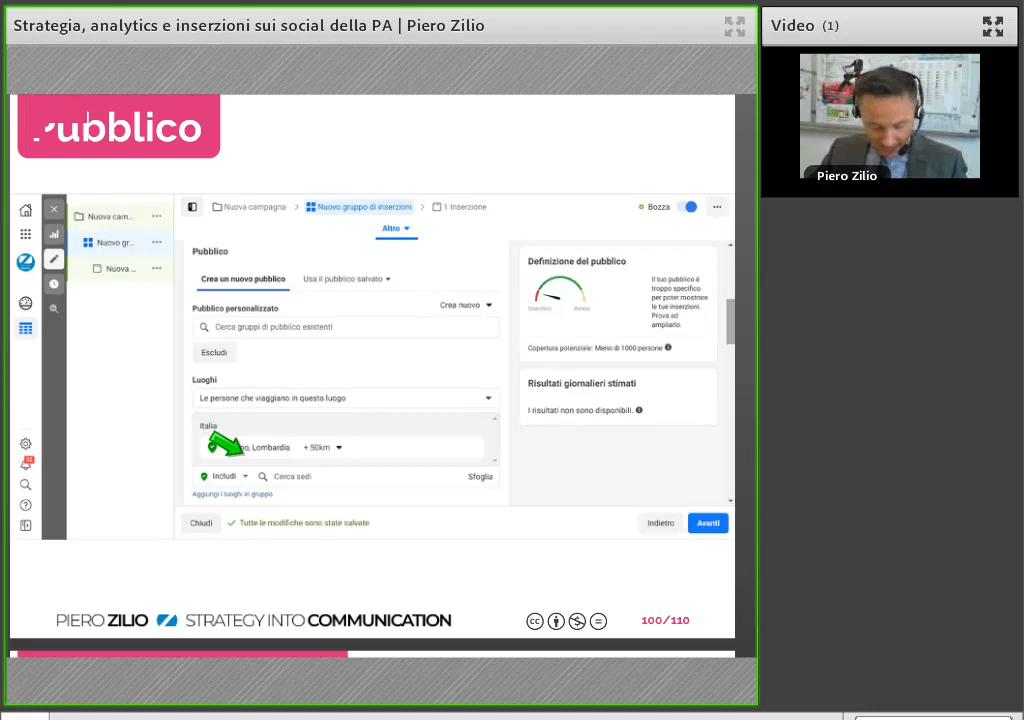 Strategia, analytics e inserzioni sui social della PA | Piero Zilio
Video (1)
Piero Zilio
Pubblico
Nuova campagna
Nuovo gruppo di inserzioni
1 Inserzione
Bozza
Nuova cam...
Nuovo gr...
Nuova ...
Altro
Pubblico
Crea un nuovo pubblico
Usa il pubblico salvato
Pubblico personalizzato
Crea nuovo
Cerca gruppi di pubblico esistenti
Escludi
Luoghi
Le persone che viaggiano in questo luogo
Italia
Lombardia + 50km
Includi
Cerca sedi
Sfoglia
Aggiungi i luoghi in gruppo
Chiudi
Tutte le modifiche sono state salvate
Indietro
Avanti
Definizione del pubblico
Il tuo pubblico è
troppo specifico
per poter mostrare
le tue inserzioni.
Prova ad
ampliarlo.
Copertura potenziale: Meno di 1000 persone
Risultati giornalieri stimati
I risultati non sono disponibili.
PIERO ZILIO STRATEGY INTO COMMUNICATION
100/110